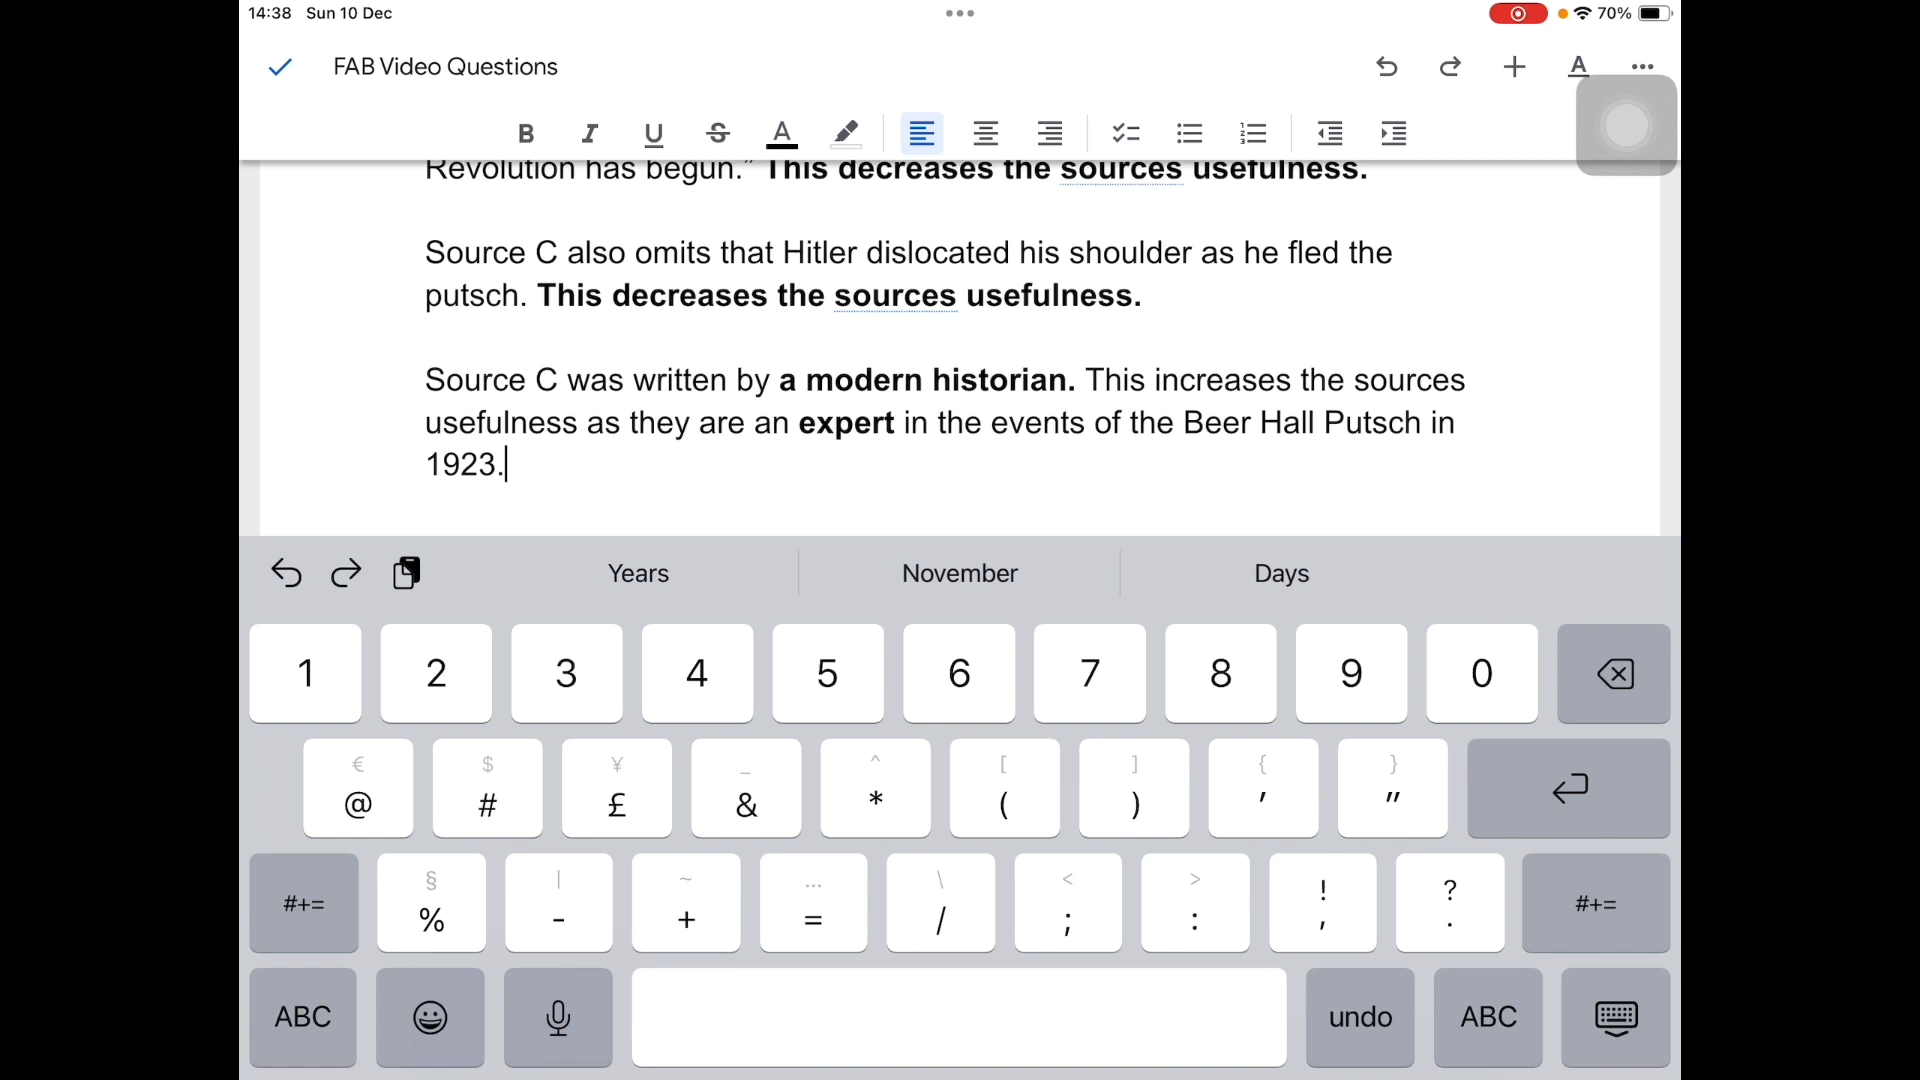 14:38 Sun 10 Dec 70%
FAB Video Questions
B I U S A
Revolution has begun.” This decreases the sources usefulness.
Source C also omits that Hitler dislocated his shoulder as he fled the
putsch. This decreases the sources usefulness.
Source C was written by a modern historian. This increases the sources
usefulness as they are an expert in the events of the Beer Hall Putsch in
1923.
Years November Days
1 2 3 4 5 6 7 8 9 0
€ $ ¥ _ ^ [ ] { }
@ # £ & * ( ) ' "
§ | ~ … \ < > ! ?
#+= % - + = / ; : , . #+=
ABC undo ABC